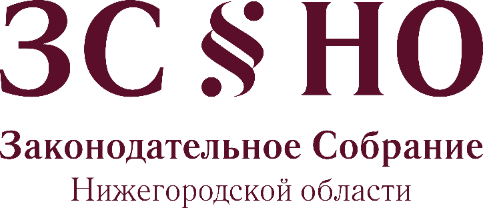 ЗС § НО
Законодательное Собрание
Нижегородской области